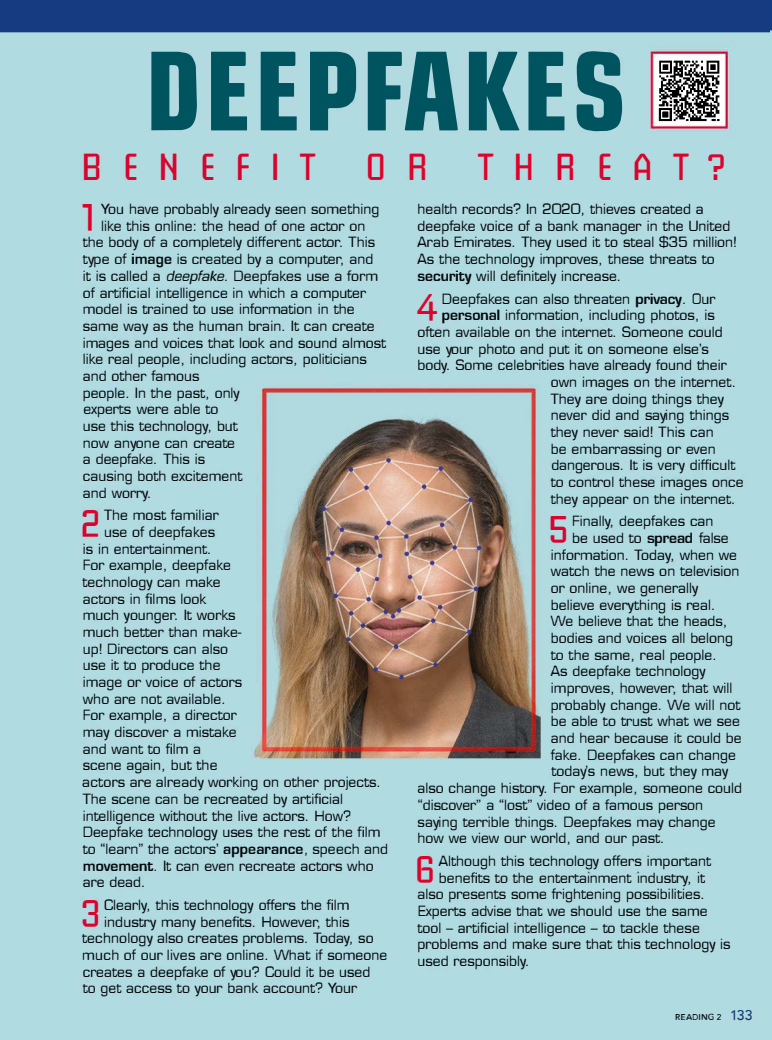 DEEPFAKES
BENEFIT OR THREAT?
1 You have probably already seen something
like this online: the head of one actor on
the body of a completely different actor. This
type of image is created by a computer, and
it is called a deepfake. Deepfakes use a form
of artificial intelligence in which a computer
model is trained to use information in the
same way as the human brain. It can create
images and voices that look and sound almost
like real people, including actors, politicians
and other famous
people. In the past, only
experts were able to
use this technology, but
now anyone can create
a deepfake. This is
causing both excitement
and worry.
2 The most familiar
use of deepfakes
is in entertainment.
For example, deepfake
technology can make
actors in films look
much younger. It works
much better than make-
up! Directors can also
use it to produce the
image or voice of actors
who are not available.
For example, a director
may discover a mistake
and want to film a
scene again, but the
actors are already working on other projects.
The scene can be recreated by artificial
intelligence without the live actors. How?
Deepfake technology uses the rest of the film
to “learn” the actors’ appearance, speech and
movement. It can even recreate actors who
are dead.
3 Clearly, this technology offers the film
industry many benefits. However, this
technology also creates problems. Today, so
much of our lives are online. What if someone
creates a deepfake of you? Could it be used
to get access to your bank account? Your
health records? In 2020, thieves created a
deepfake voice of a bank manager in the United
Arab Emirates. They used it to steal $35 million!
As the technology improves, these threats to
security will definitely increase.
4 Deepfakes can also threaten privacy. Our
personal information, including photos, is
often available on the internet. Someone could
use your photo and put it on someone else’s
body. Some celebrities have already found their
own images on the internet.
They are doing things they
never did and saying things
they never said! This can
be embarrassing or even
dangerous. It is very difficult
to control these images once
they appear on the internet.
5 Finally, deepfakes can
be used to spread false
information. Today, when we
watch the news on television
or online, we generally
believe everything is real.
We believe that the heads,
bodies and voices all belong
to the same, real people.
As deepfake technology
improves, however, that will
probably change. We will not
be able to trust what we see
and hear because it could be
fake. Deepfakes can change
today’s news, but they may
also change history. For example, someone could
“discover” a “lost” video of a famous person
saying terrible things. Deepfakes may change
how we view our world, and our past.
6 Although this technology offers important
benefits to the entertainment industry, it
also presents some frightening possibilities.
Experts advise that we should use the same
tool – artificial intelligence – to tackle these
problems and make sure that this technology is
used responsibly.
READING 2 133